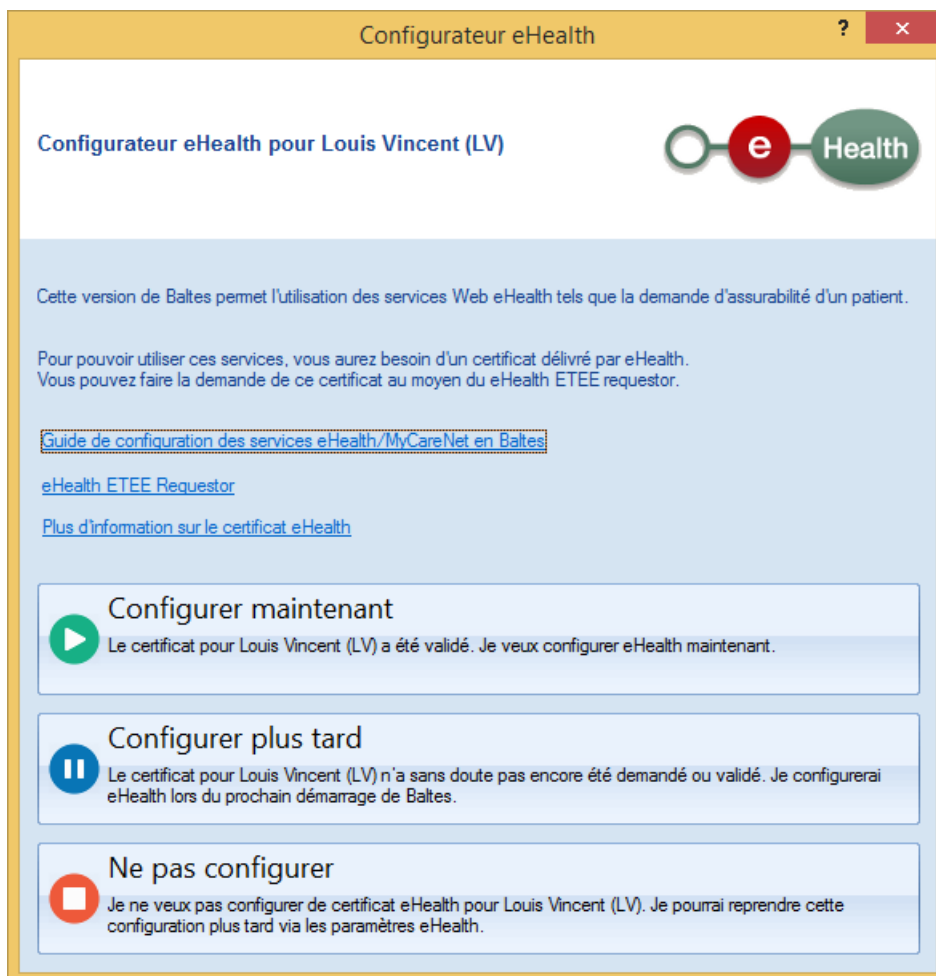 Configurateur eHealth
?
×
Configurateur eHealth pour Louis Vincent (LV)
e Health
Cette version de Baltes permet l'utilisation des services Web eHealth tels que la demande d'assurabilité d'un patient.
Pour pouvoir utiliser ces services, vous aurez besoin d'un certificat délivré par eHealth.
Vous pouvez faire la demande de ce certificat au moyen du eHealth ETEE requestor.
Guide de configuration des services eHealth/MyCareNet en Baltes
eHealth ETEE Requestor
Plus d'information sur le certificat eHealth
Configurer maintenant
Le certificat pour Louis Vincent (LV) a été validé. Je veux configurer eHealth maintenant.
Configurer plus tard
Le certificat pour Louis Vincent (LV) n'a sans doute pas encore été demandé ou validé. Je configurerai
eHealth lors du prochain démarrage de Baltes.
Ne pas configurer
Je ne veux pas configurer de certificat eHealth pour Louis Vincent (LV). Je pourrai reprendre cette
configuration plus tard via les paramètres eHealth.